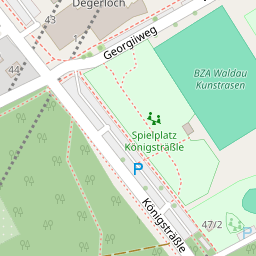 Degerloch
43
1
Georgiiweg
44
BZA Waldau
Kunstrasen
Spielplatz
Königsträßle
P
Königsträßle
47/2
P